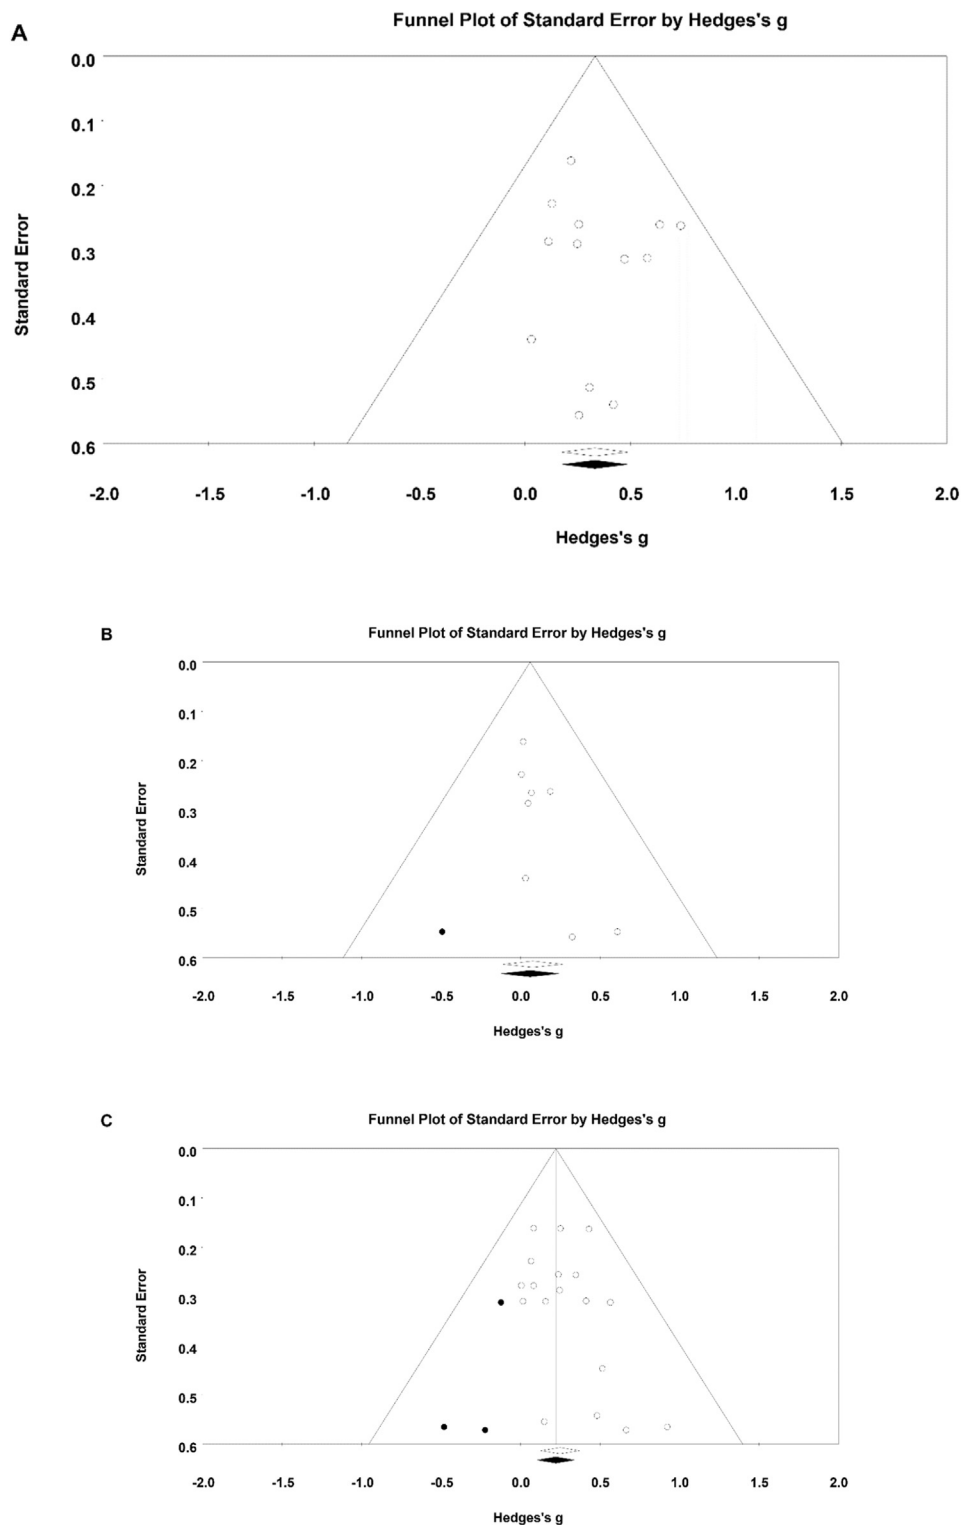 A
Funnel Plot of Standard Error by Hedges's g
Standard Error
0.0
0.1
0.2
0.3
0.4
0.5
0.6
-2.0 -1.5 -1.0 -0.5 0.0 0.5 1.0 1.5 2.0
Hedges's g
B
Funnel Plot of Standard Error by Hedges's g
Standard Error
0.0
0.1
0.2
0.3
0.4
0.5
0.6
-2.0 -1.5 -1.0 -0.5 0.0 0.5 1.0 1.5 2.0
Hedges's g
C
Funnel Plot of Standard Error by Hedges's g
Standard Error
0.0
0.1
0.2
0.3
0.4
0.5
0.6
-2.0 -1.5 -1.0 -0.5 0.0 0.5 1.0 1.5 2.0
Hedges's g